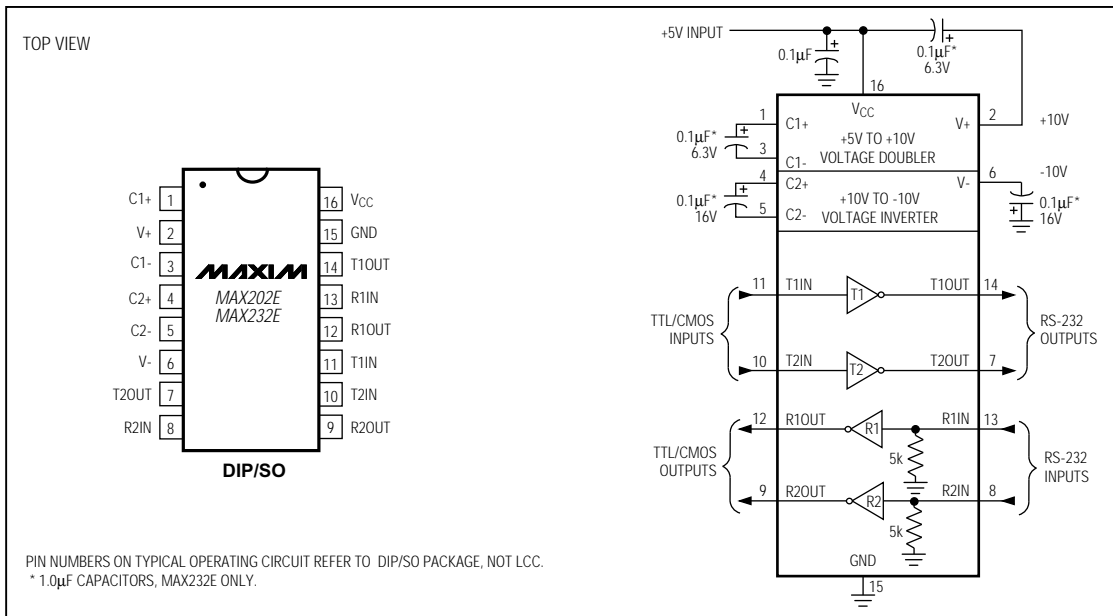 TOP VIEW
C1+ 1
V+ 2
C1- 3
C2+ 4
C2- 5
V- 6
T2OUT 7
R2IN 8
16 VCC
15 GND
14 T1OUT
13 R1IN
12 R1OUT
11 T1IN
10 T2IN
9 R2OUT
MAXIM
MAX202E
MAX232E
DIP/SO
PIN NUMBERS ON TYPICAL OPERATING CIRCUIT REFER TO DIP/SO PACKAGE, NOT LCC.
* 1.0µF CAPACITORS, MAX232E ONLY.
+5V INPUT
0.1µF
0.1µF*
6.3V
16
VCC
1
C1+
0.1µF*
6.3V
3
C1-
+5V TO +10V
VOLTAGE DOUBLER
V+
2
+10V
4
C2+
0.1µF*
16V
5
C2-
+10V TO -10V
VOLTAGE INVERTER
V-
6
-10V
0.1µF*
16V
TTL/CMOS
INPUTS
11 T1IN T1 T1OUT 14
10 T2IN T2 T2OUT 7
RS-232
OUTPUTS
TTL/CMOS
OUTPUTS
12 R1OUT R1 R1IN 13
5k
9 R2OUT R2 R2IN 8
5k
RS-232
INPUTS
GND
15